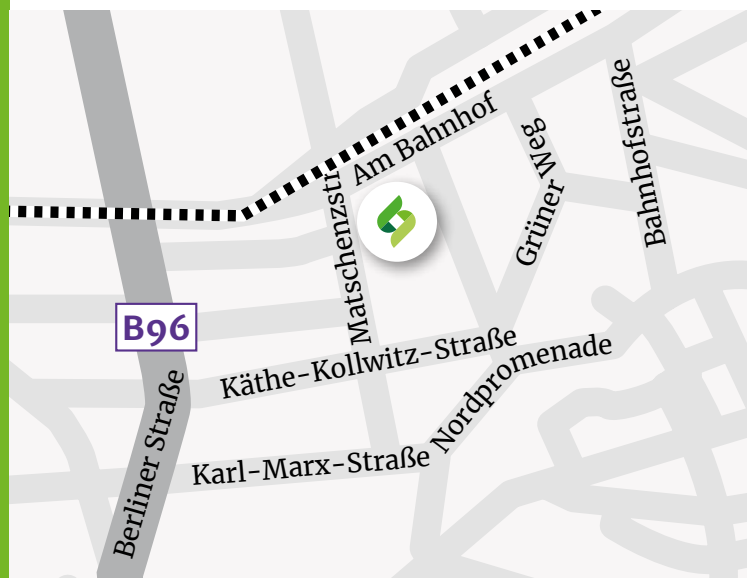 Am Bahnhof
Grüner Weg
Bahnhofstraße
Matschenzstr.
B96
Käthe-Kollwitz-Straße
Nordpromenade
Berliner Straße
Karl-Marx-Straße